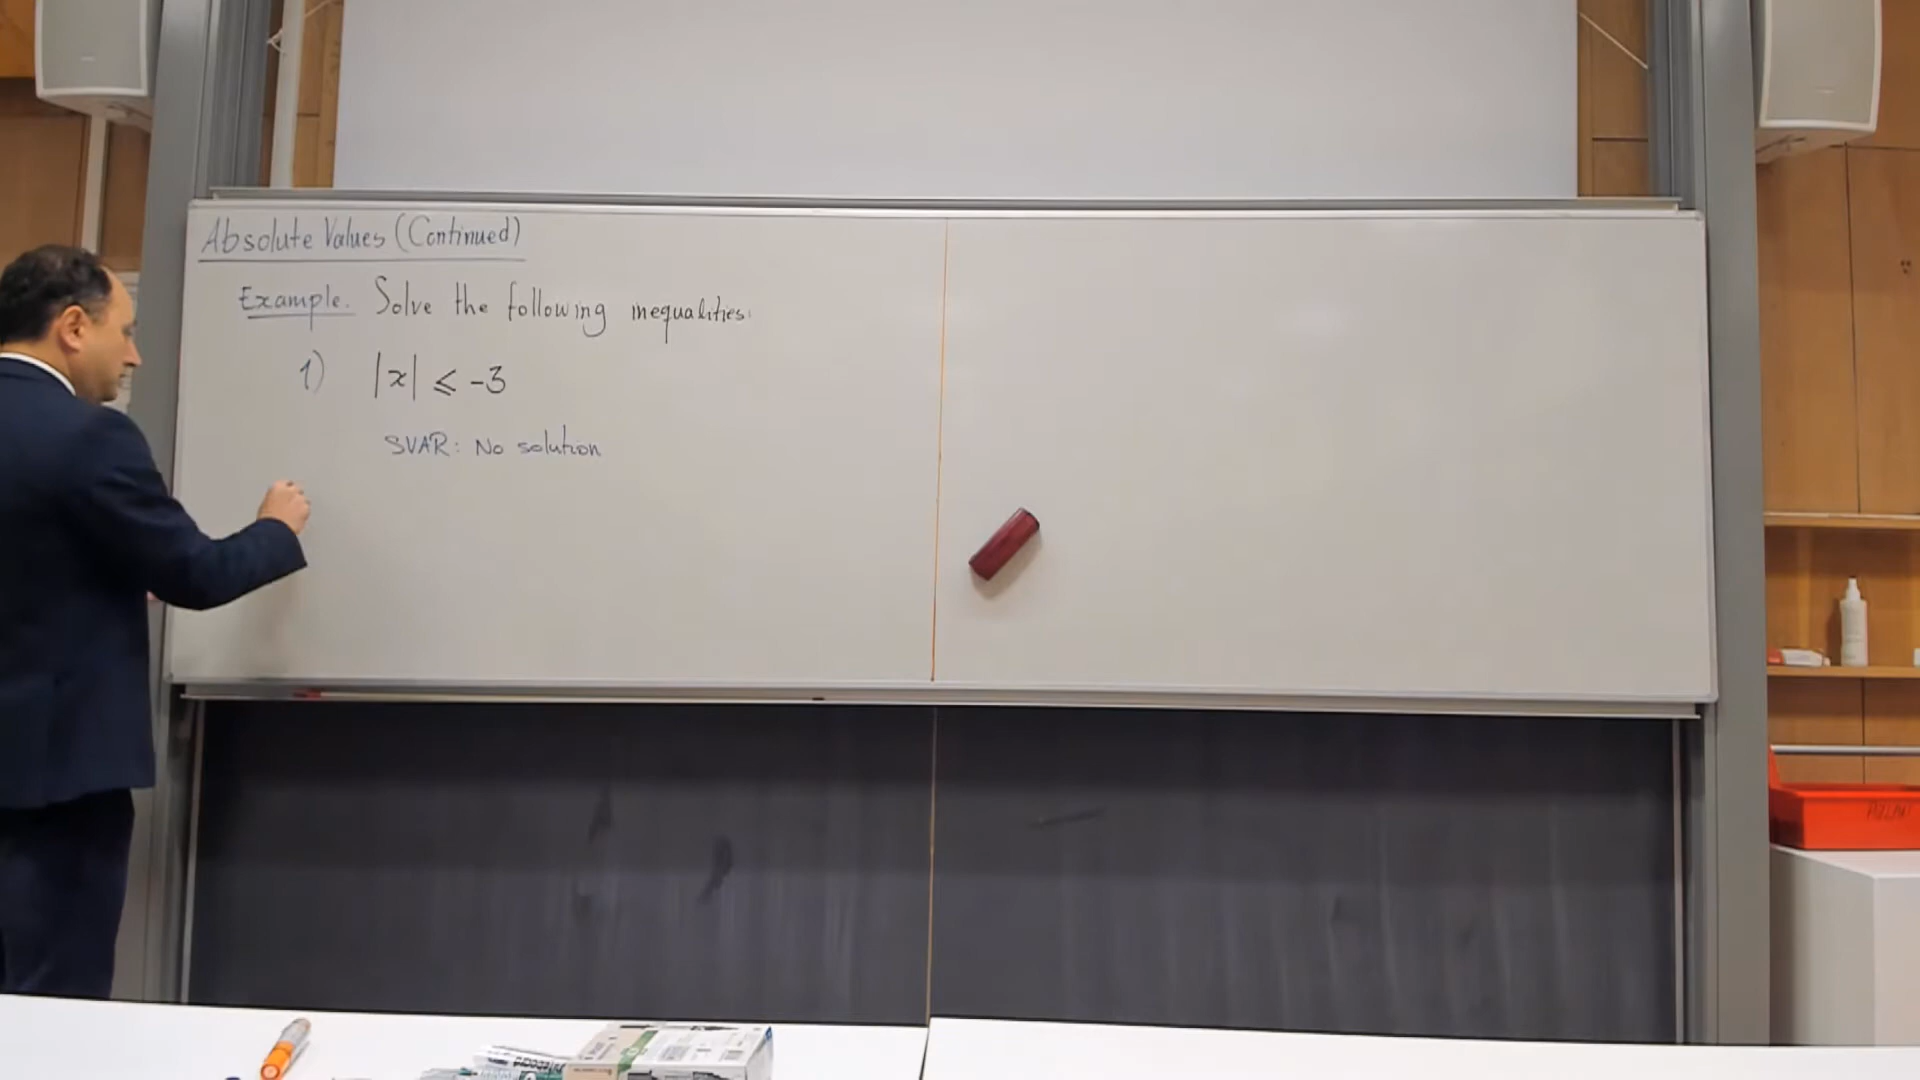 Absolute Values (Continued)
Example. Solve the following inequalities:
1) |x| ⩽ -3
SVAR: No solution